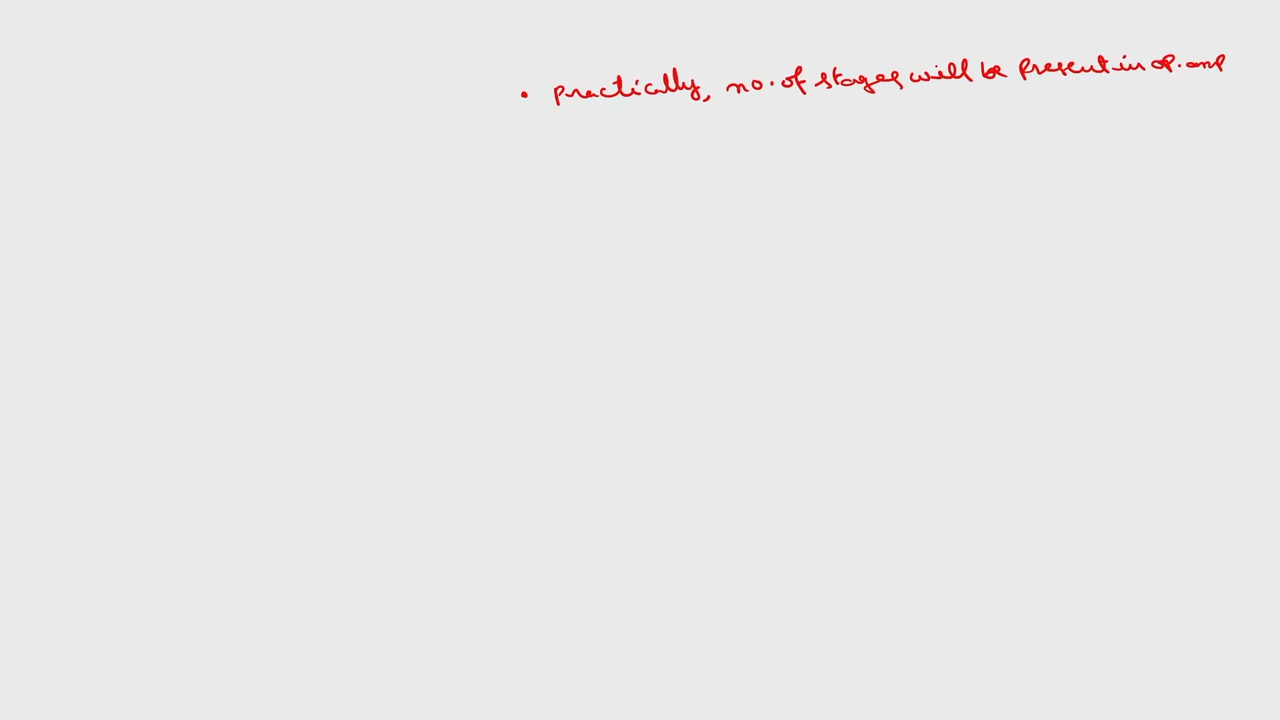 • practically, no. of stages will be present in op. amp